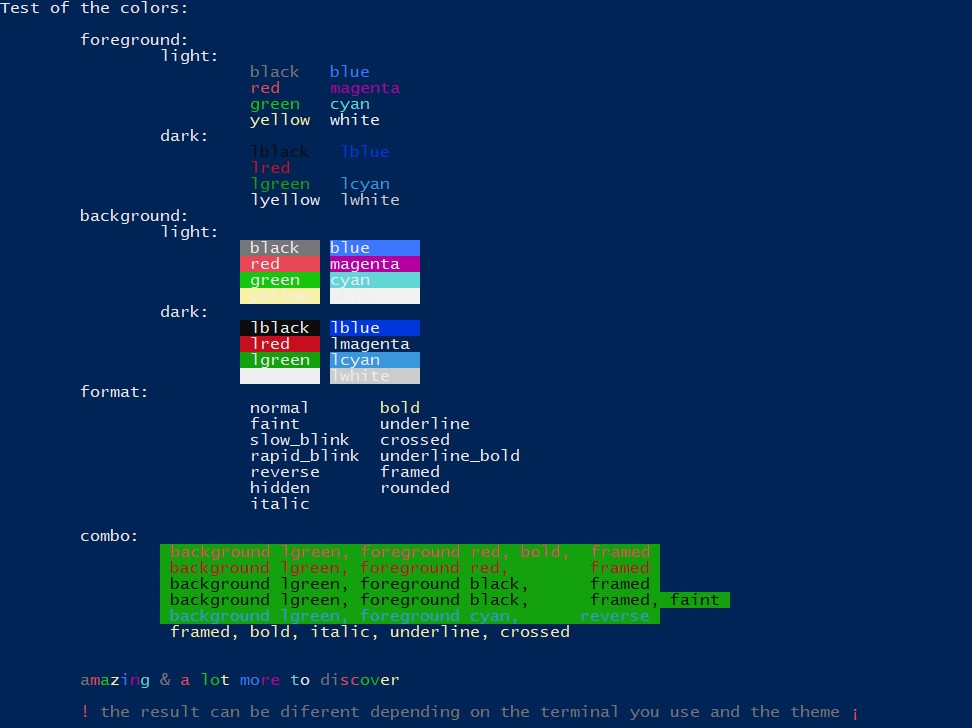 Test of the colors:
foreground:
light:
black blue
red magenta
green cyan
yellow white
dark:
lblack lblue
lred
lgreen lcyan
lyellow lwhite
background:
light:
black blue
red magenta
green cyan
dark:
lblack lblue
lred lmagenta
lgreen lcyan
lwhite
format:
normal bold
faint underline
slow_blink crossed
rapid_blink underline_bold
reverse framed
hidden rounded
italic
combo:
background lgreen, foreground red, bold, framed
background lgreen, foreground red, framed
background lgreen, foreground black, framed
background lgreen, foreground black, framed, faint
background lgreen, foreground cyan, reverse
framed, bold, italic, underline, crossed
amazing & a lot more to discover
! the result can be diferent depending on the terminal you use and the theme ¡